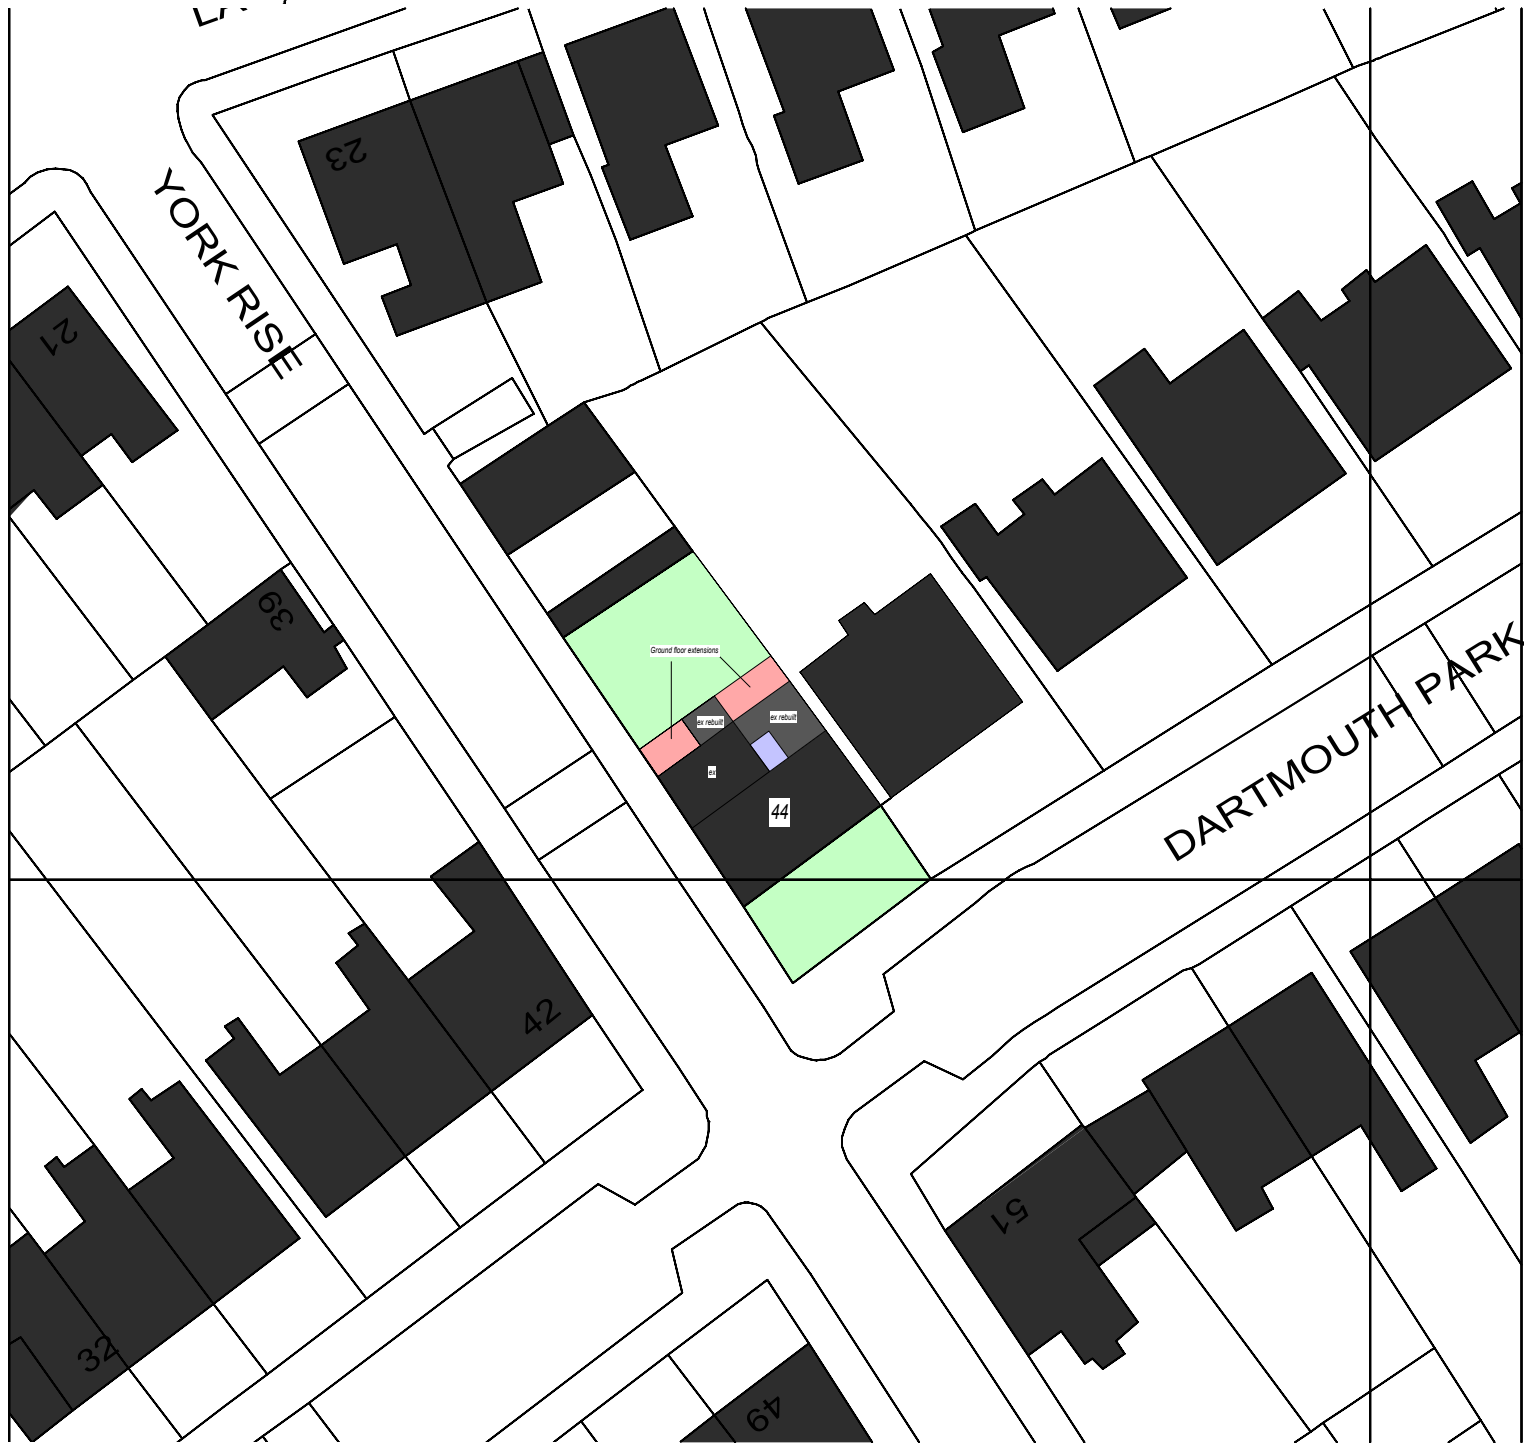 23
YORK RISE
21
39
Ground floor extensions
ex rebuilt
ex rebuilt
ex
44
DARTMOUTH PARK
42
51
32
49